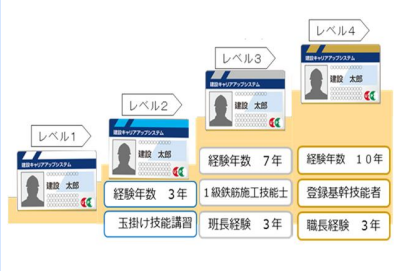 レベル4
建設キャリアアップシステム
建設 太郎
レベル3
建設キャリアアップシステム
建設 太郎
レベル2
建設キャリアアップシステム
建設 太郎
レベル1
建設キャリアアップシステム
建設 太郎
経験年数 3年
玉掛け技能講習
経験年数 7年
1級鉄筋施工技能士
班長経験 3年
経験年数 10年
登録基幹技能者
職長経験 3年